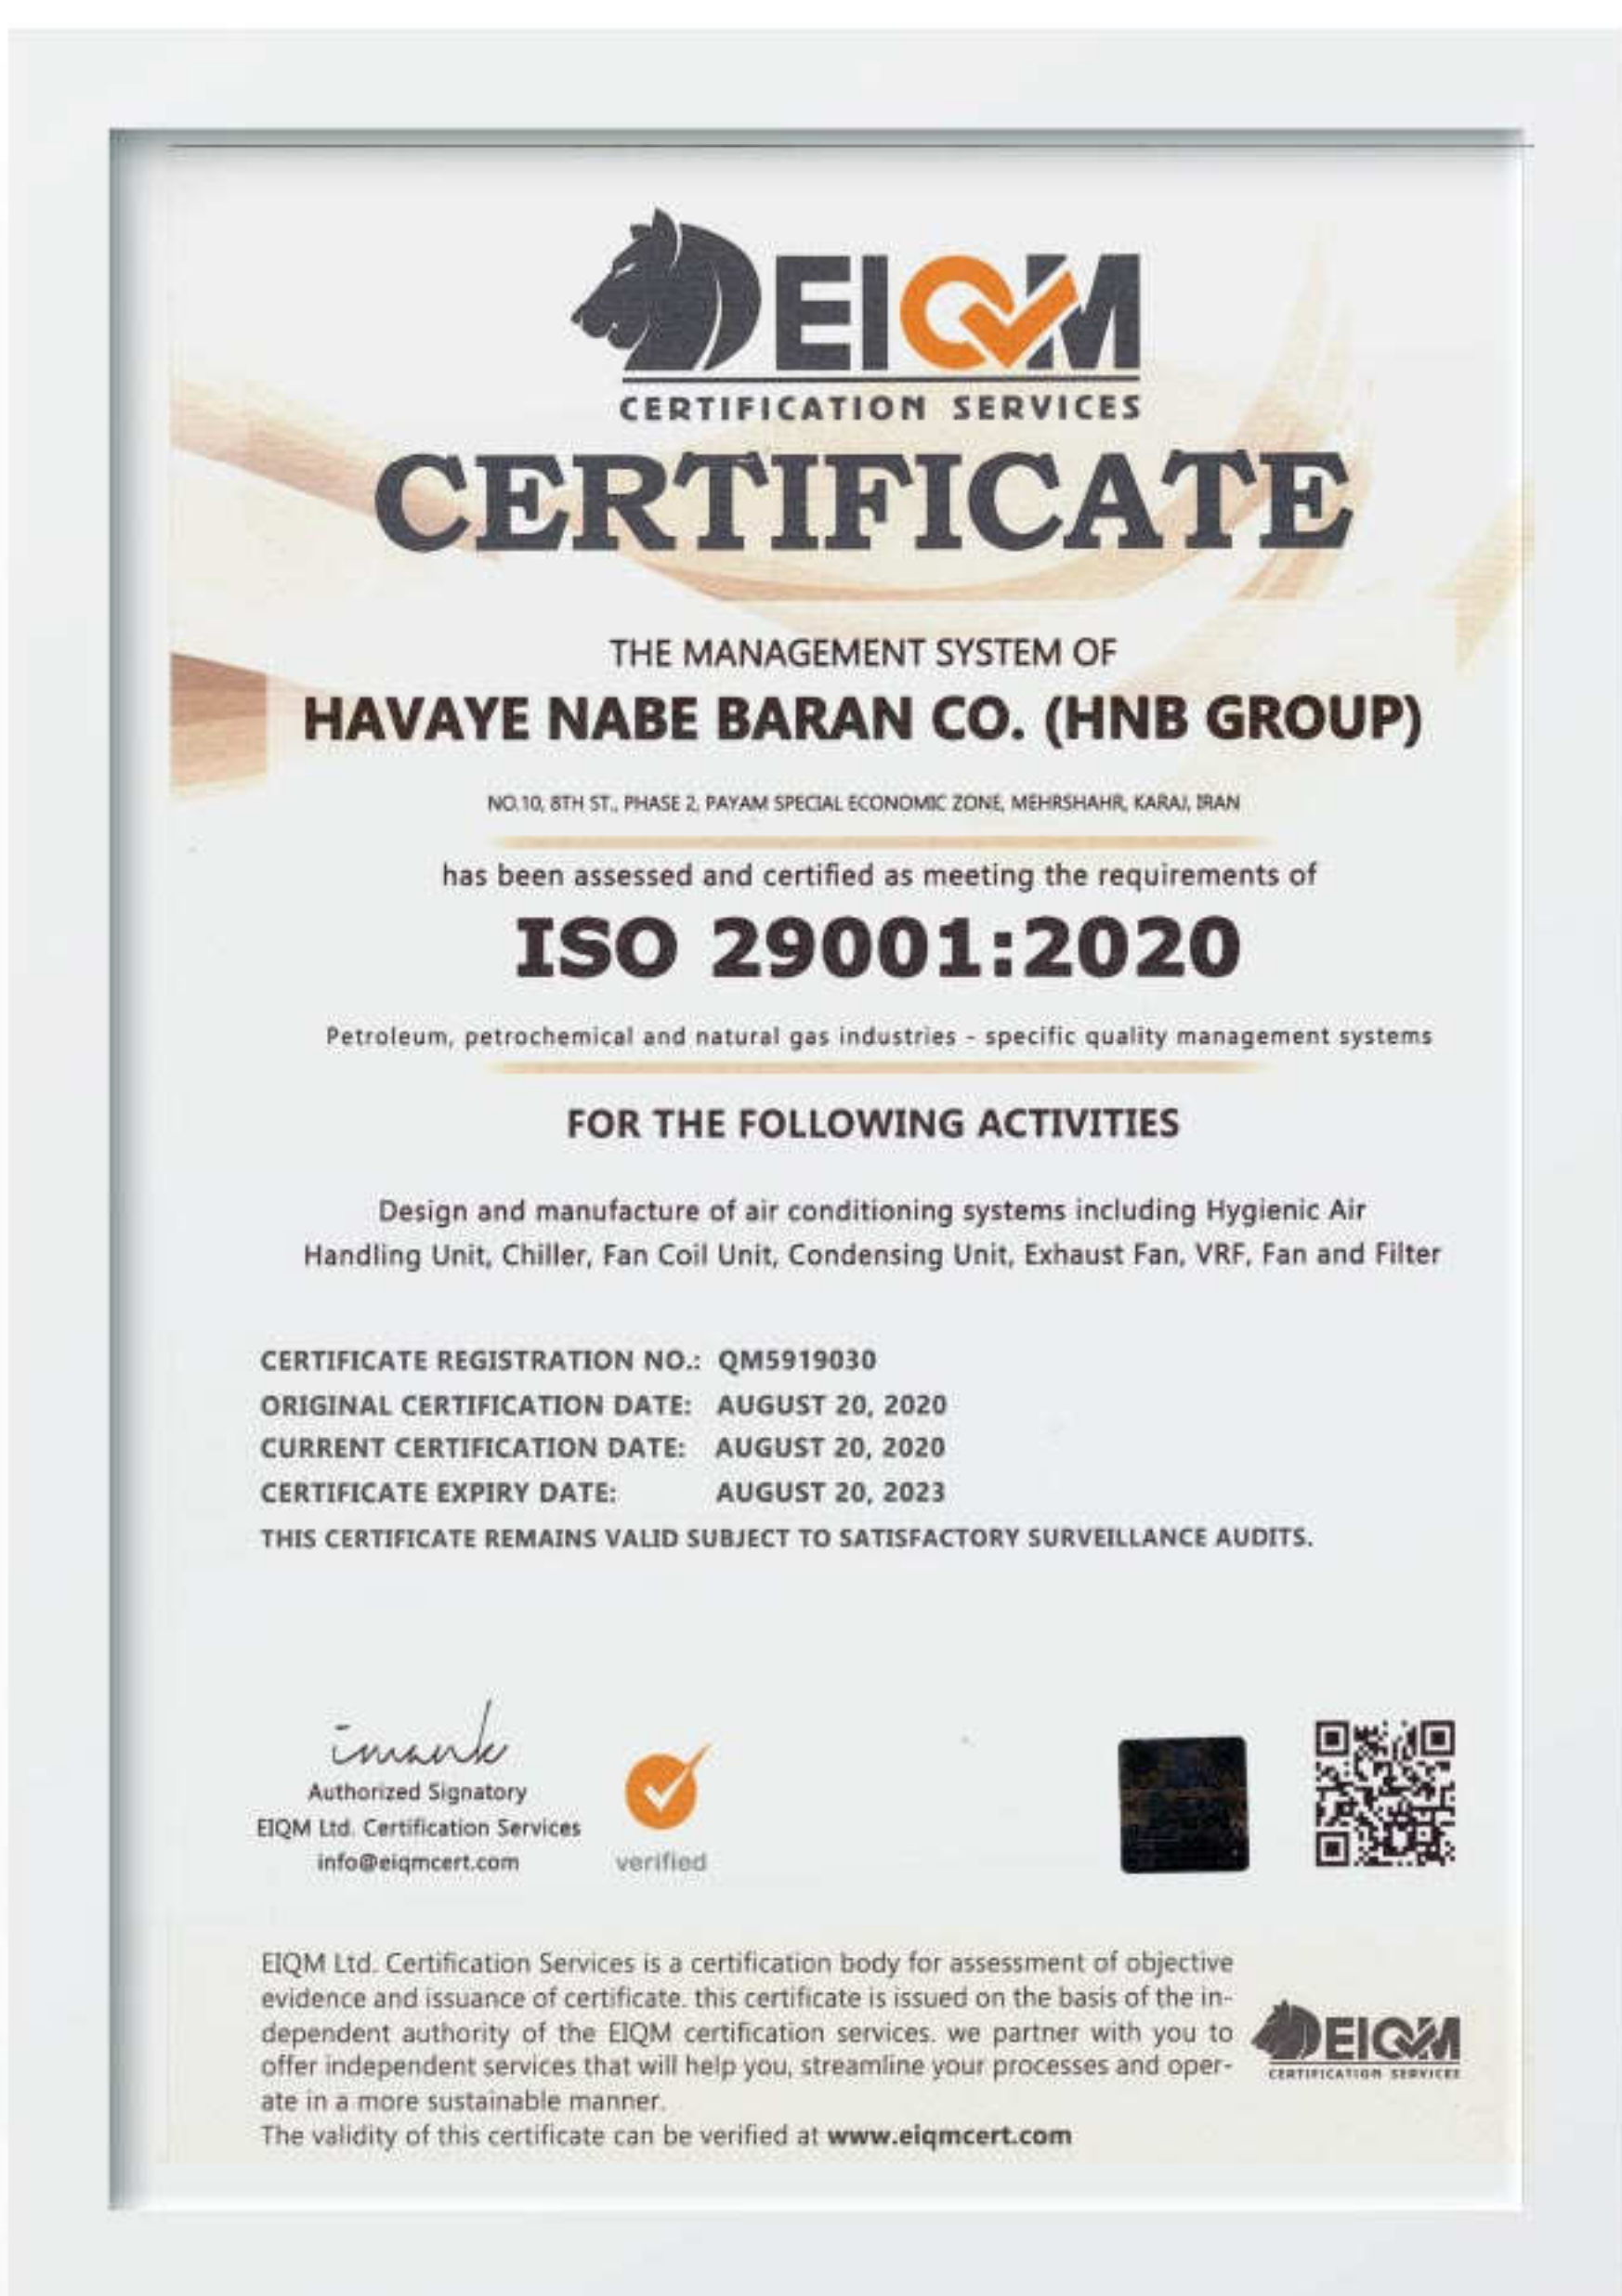 EIQM
CERTIFICATION SERVICES
CERTIFICATE
THE MANAGEMENT SYSTEM OF
HAVAYE NABE BARAN CO. (HNB GROUP)
NO.10, 8TH ST., PHASE 2, PAYAM SPECIAL ECONOMIC ZONE, MEHRSHAHR, KARAJ, IRAN
has been assessed and certified as meeting the requirements of
ISO 29001:2020
Petroleum, petrochemical and natural gas industries - specific quality management systems
FOR THE FOLLOWING ACTIVITIES
Design and manufacture of air conditioning systems including Hygienic Air
Handling Unit, Chiller, Fan Coil Unit, Condensing Unit, Exhaust Fan, VRF, Fan and Filter
CERTIFICATE REGISTRATION NO.: QM5919030
ORIGINAL CERTIFICATION DATE: AUGUST 20, 2020
CURRENT CERTIFICATION DATE: AUGUST 20, 2020
CERTIFICATE EXPIRY DATE: AUGUST 20, 2023
THIS CERTIFICATE REMAINS VALID SUBJECT TO SATISFACTORY SURVEILLANCE AUDITS.
Authorized Signatory
EIQM Ltd. Certification Services
info@eiqmcert.com
verified
EIQM Ltd. Certification Services is a certification body for assessment of objective
evidence and issuance of certificate. this certificate is issued on the basis of the in-
dependent authority of the EIQM certification services. we partner with you to
offer independent services that will help you, streamline your processes and oper-
ate in a more sustainable manner.
The validity of this certificate can be verified at www.eiqmcert.com
EIQM
CERTIFICATION SERVICES